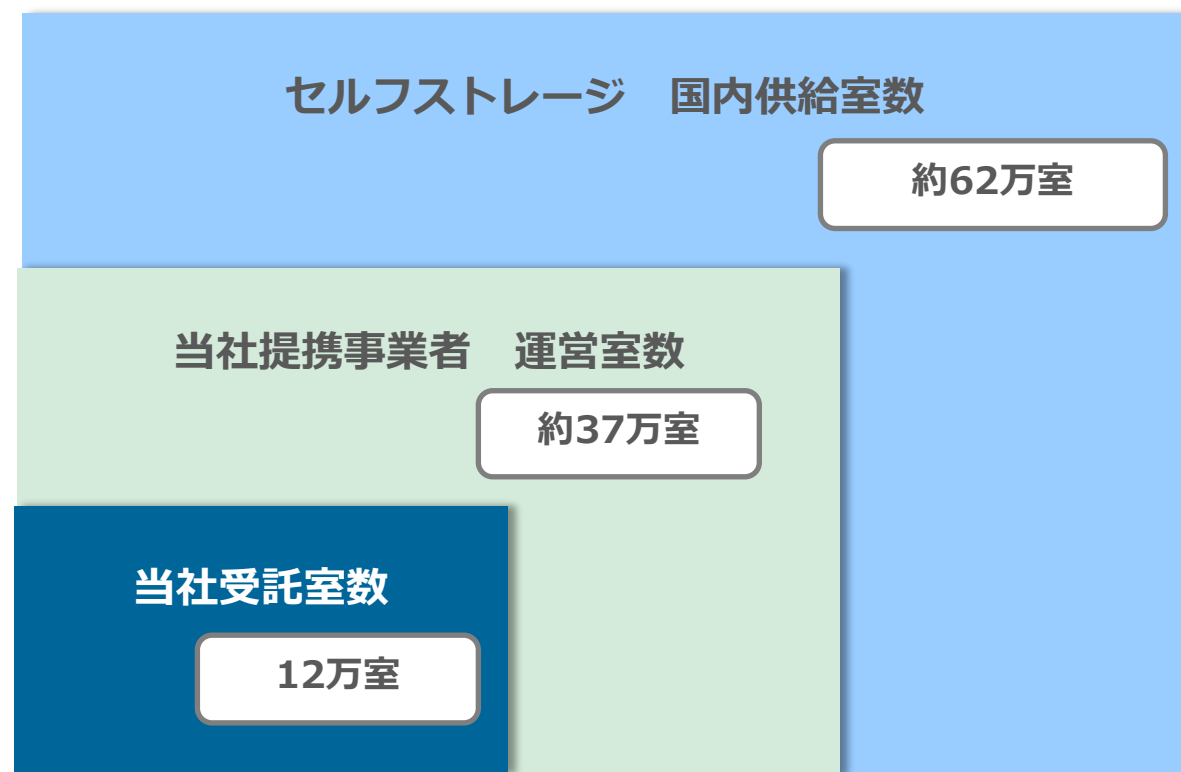 セルフストレージ　国内供給室数
約62万室
当社提携事業者　運営室数
約37万室
当社受託室数
12万室